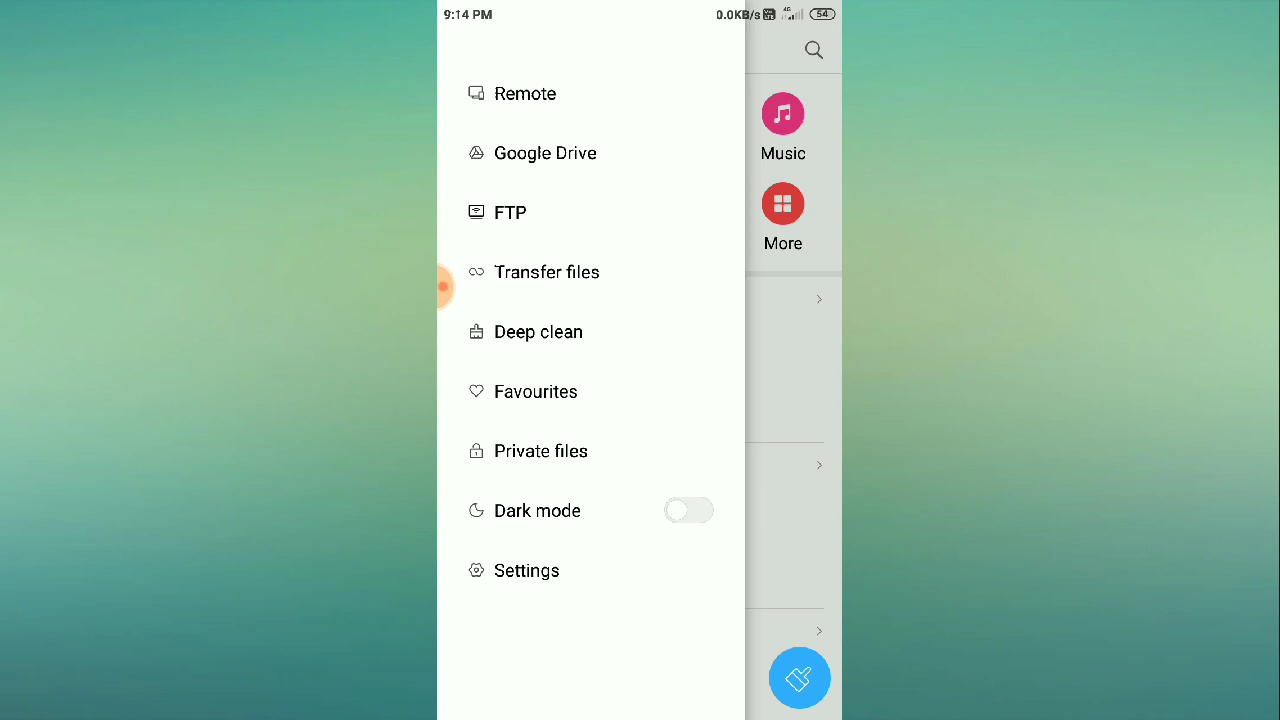 9:14 PM
0.0KB/s
4G
54
Remote
Google Drive
FTP
Transfer files
Deep clean
Favourites
Private files
Dark mode
Settings
Music
More